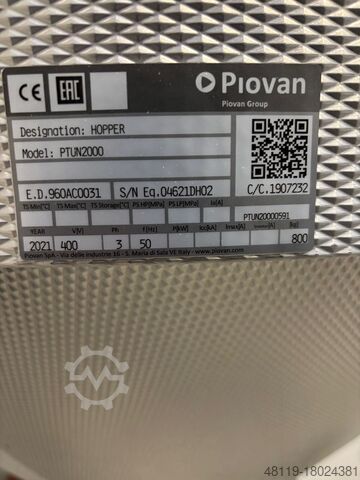 CE EAC Piovan
Piovan Group
Designation: HOPPER
Model: PTUN2000
E.D.960AC0031 S/N Eq.04621DH02 C/C.1907232
TS Min[°C] TS Max[°C] TS Storage[°C] PS HP[MPa] PS LP[MPa] Is[A]
PTUN20000591
YEAR V[V] Ph f[Hz] P[kW] Icc[kA] Imax[A] [A] [kg]
2021 400 3 50 800
Piovan SpA - Via delle industrie 16 - S. Maria di Sala VE Italy - www.piovan.com
48119-18024381